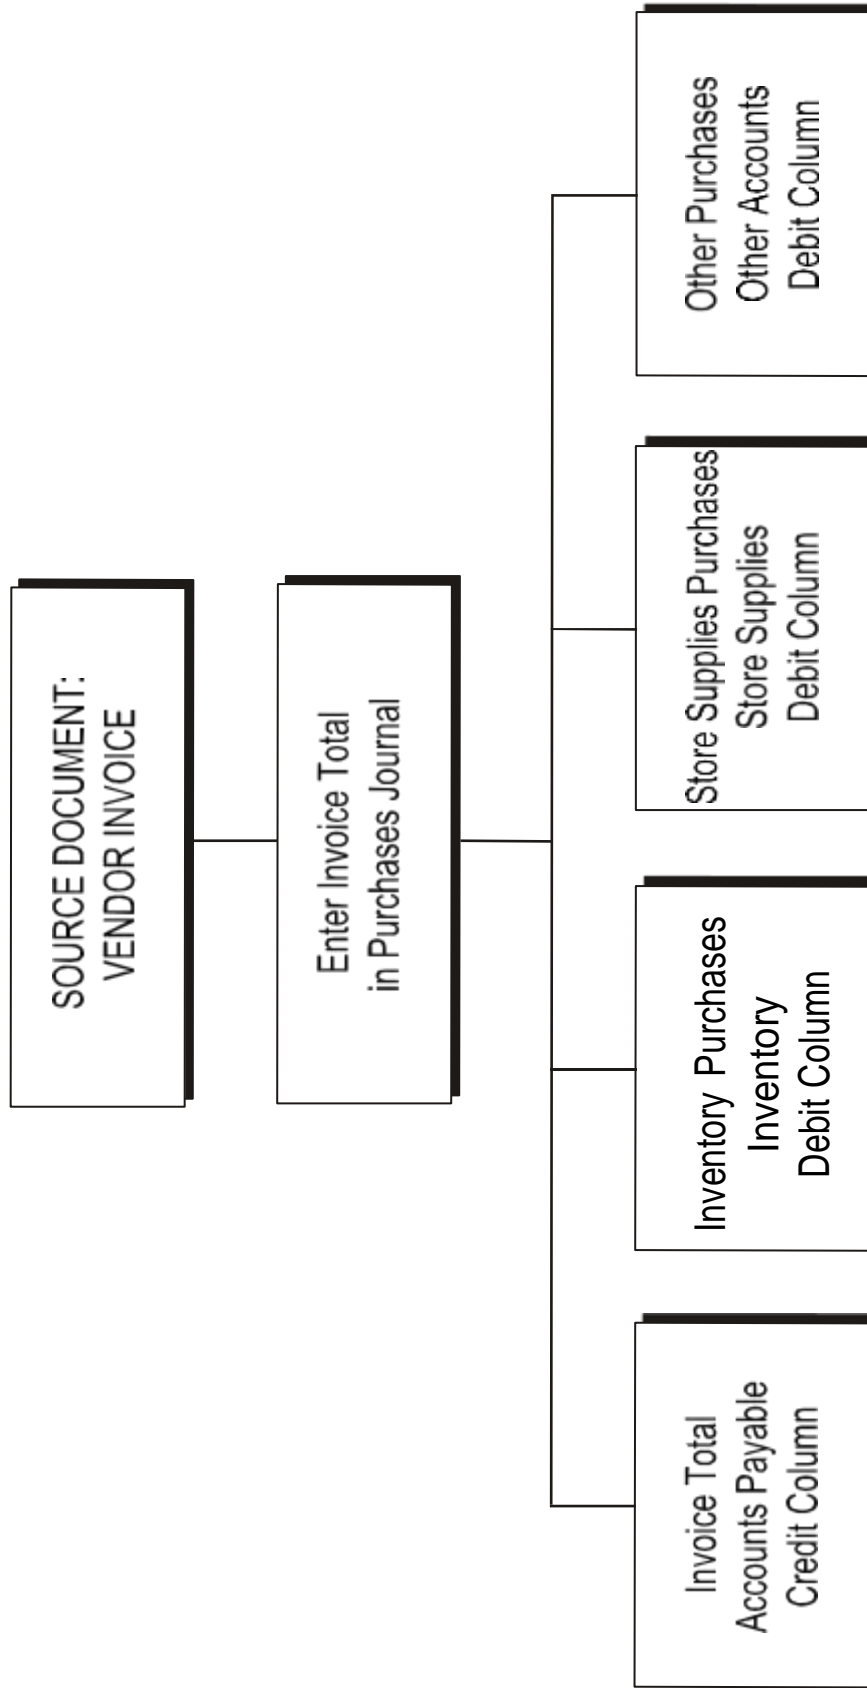 SOURCE DOCUMENT:
VENDOR INVOICE
Enter Invoice Total
in Purchases Journal
Invoice Total
Accounts Payable
Credit Column
Inventory Purchases
Inventory
Debit Column
Store Supplies Purchases
Store Supplies
Debit Column
Other Purchases
Other Accounts
Debit Column